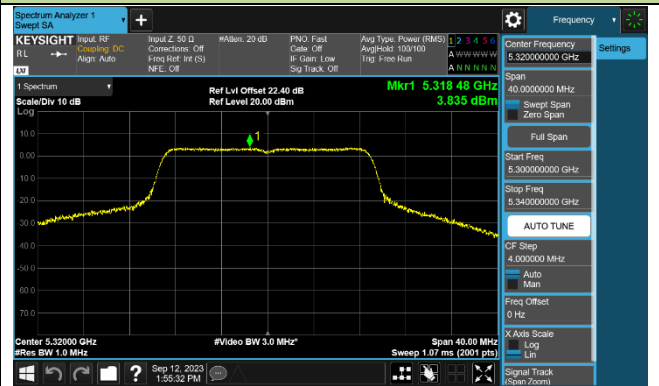 Spectrum Analyzer 1
Swept SA
+
Frequency
KEYSIGHT
RL
LXI
Input: RF
Coupling: DC
Align: Auto
Input Z: 50 Ω
Corrections: Off
Freq Ref: Int (S)
NFE: Off
#Atten: 20 dB
PNO: Fast
Gate: Off
IF Gain: Low
Sig Track: Off
Avg Type: Power (RMS)
Avg|Hold: 100/100
Trig: Free Run
1 2 3 4 5 6
A W W W W W
A N N N N N
1 Spectrum
Scale/Div 10 dB
Log
Ref Lvl Offset 22.40 dB
Ref Level 20.00 dBm
Mkr1 5.318 48 GHz
3.835 dBm
1
10.0
0.00
-10.0
-20.0
-30.0
-40.0
-50.0
-60.0
-70.0
Center 5.32000 GHz
#Res BW 1.0 MHz
#Video BW 3.0 MHz*
Span 40.00 MHz
Sweep 1.07 ms (2001 pts)
Sep 12, 2023
1:55:32 PM
Center Frequency
5.320000000 GHz
Span
40.0000000 MHz
Swept Span
Zero Span
Full Span
Start Freq
5.300000000 GHz
Stop Freq
5.340000000 GHz
AUTO TUNE
CF Step
4.000000 MHz
Auto
Man
Freq Offset
0 Hz
X Axis Scale
Log
Lin
Signal Track
(Span Zoom)
Settings